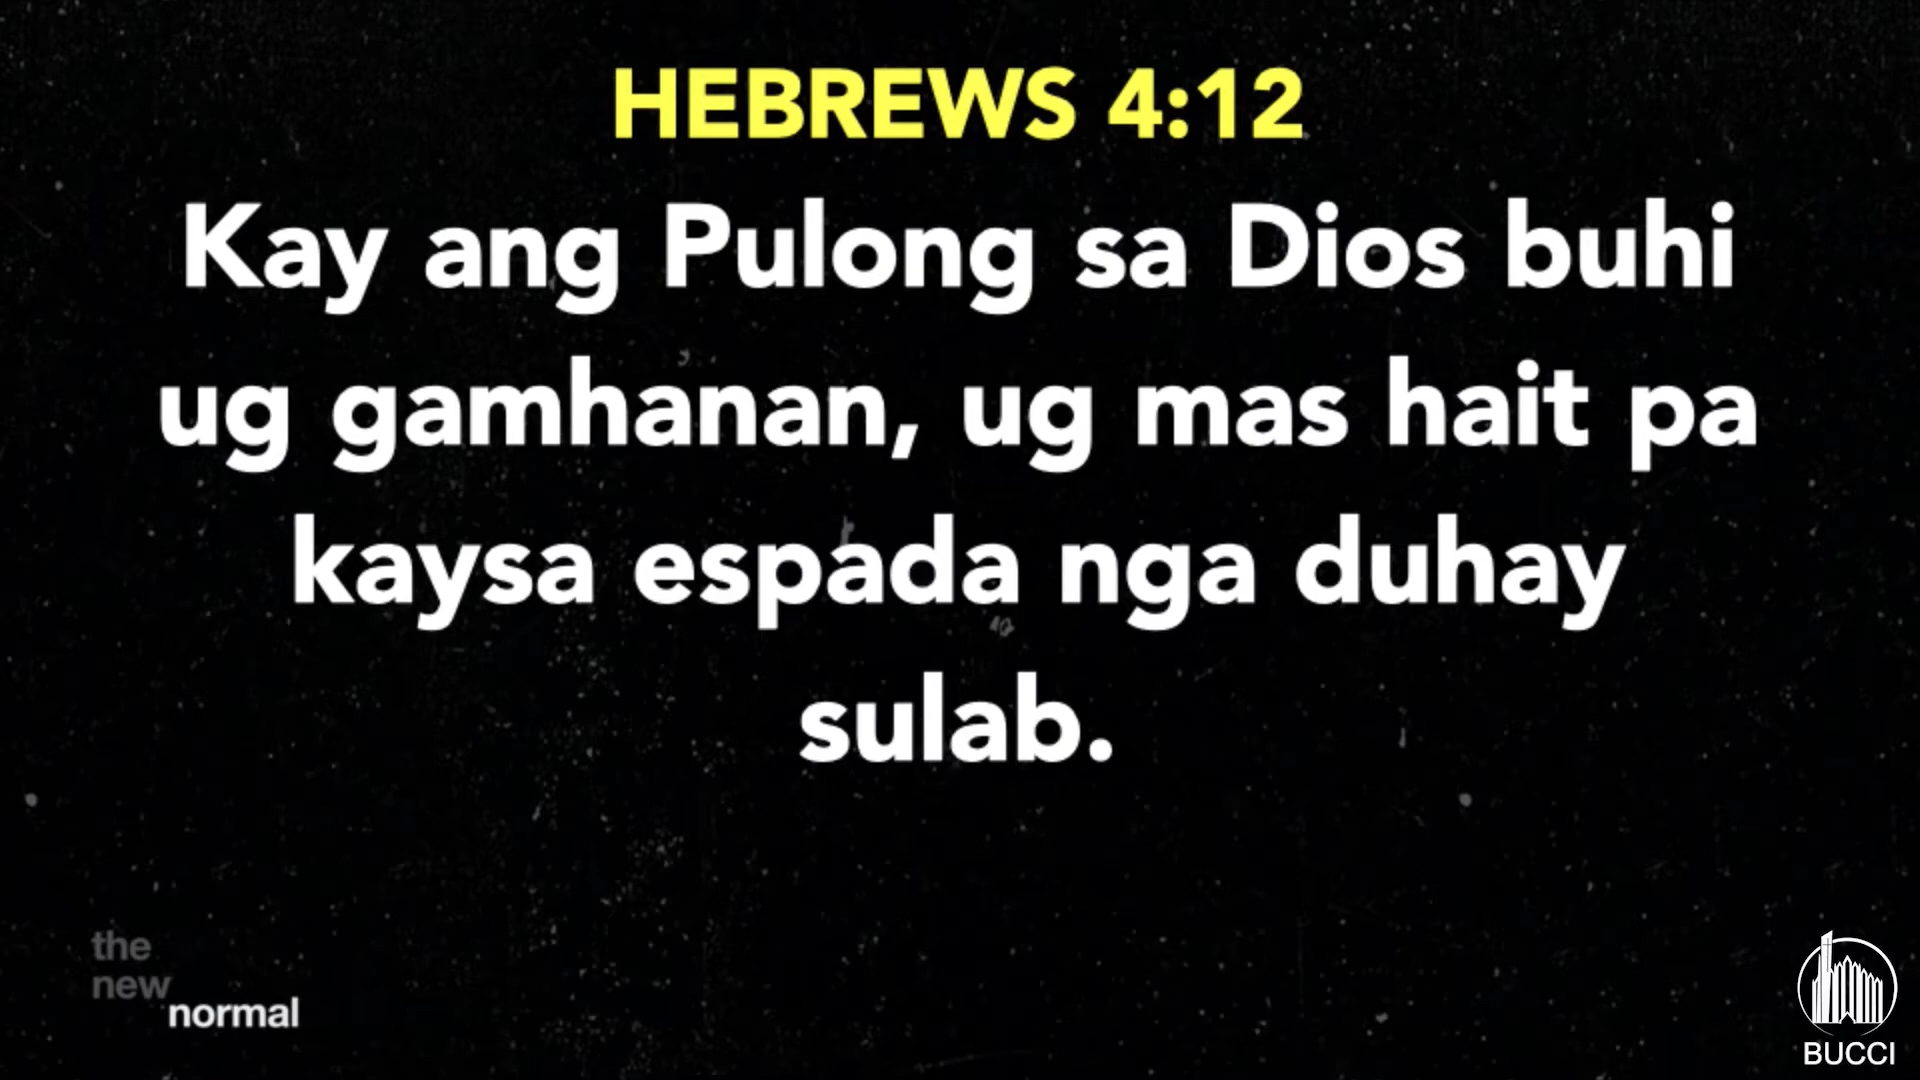 HEBREWS 4:12
Kay ang Pulong sa Dios buhi
ug gamhanan, ug mas hait pa
kaysa espada nga duhay
sulab.
the
new
normal
BUCCI